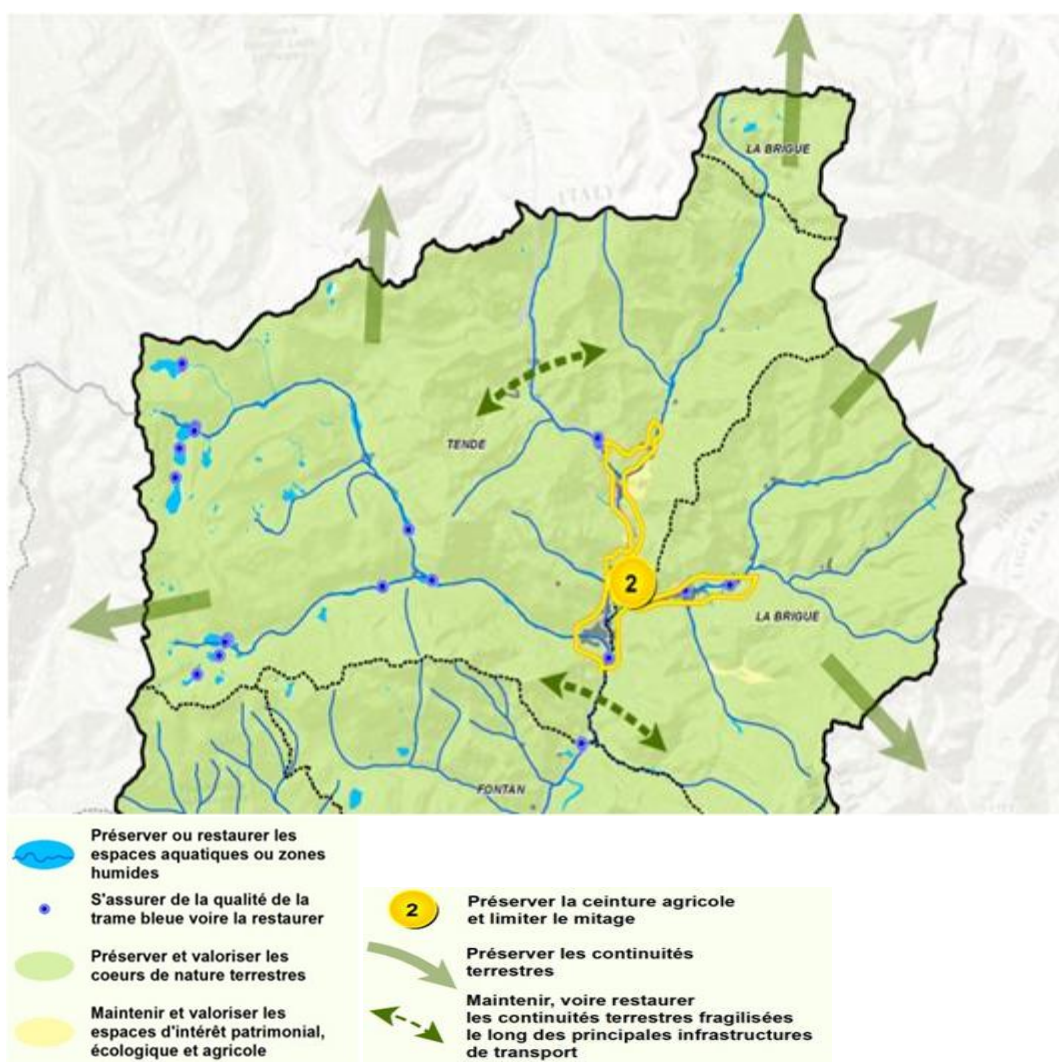 LA BRIGUE
ITALY
TENDE
2
LA BRIGUE
FONTAN
Préserver ou restaurer les
espaces aquatiques ou zones
humides
S'assurer de la qualité de la
trame bleue voire la restaurer
Préserver et valoriser les
coeurs de nature terrestres
Maintenir et valoriser les
espaces d'intérêt patrimonial,
écologique et agricole
2
Préserver la ceinture agricole
et limiter le mitage
Préserver les continuités
terrestres
Maintenir, voire restaurer
les continuités terrestres fragilisées
le long des principales infrastructures
de transport